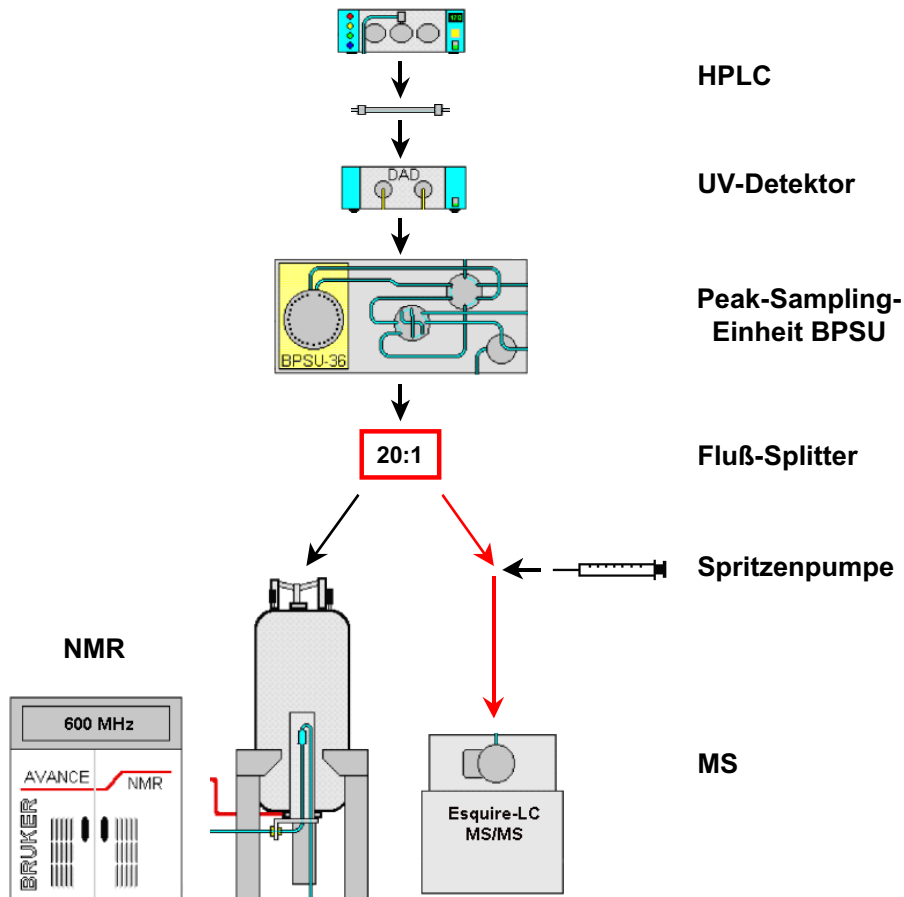 HPLC
DAD
UV-Detektor
Peak-Sampling-
Einheit BPSU
BPSU-36
20:1
Fluß-Splitter
Spritzenpumpe
NMR
600 MHz
AVANCE
NMR
BRUKER
MS
Esquire-LC
MS/MS